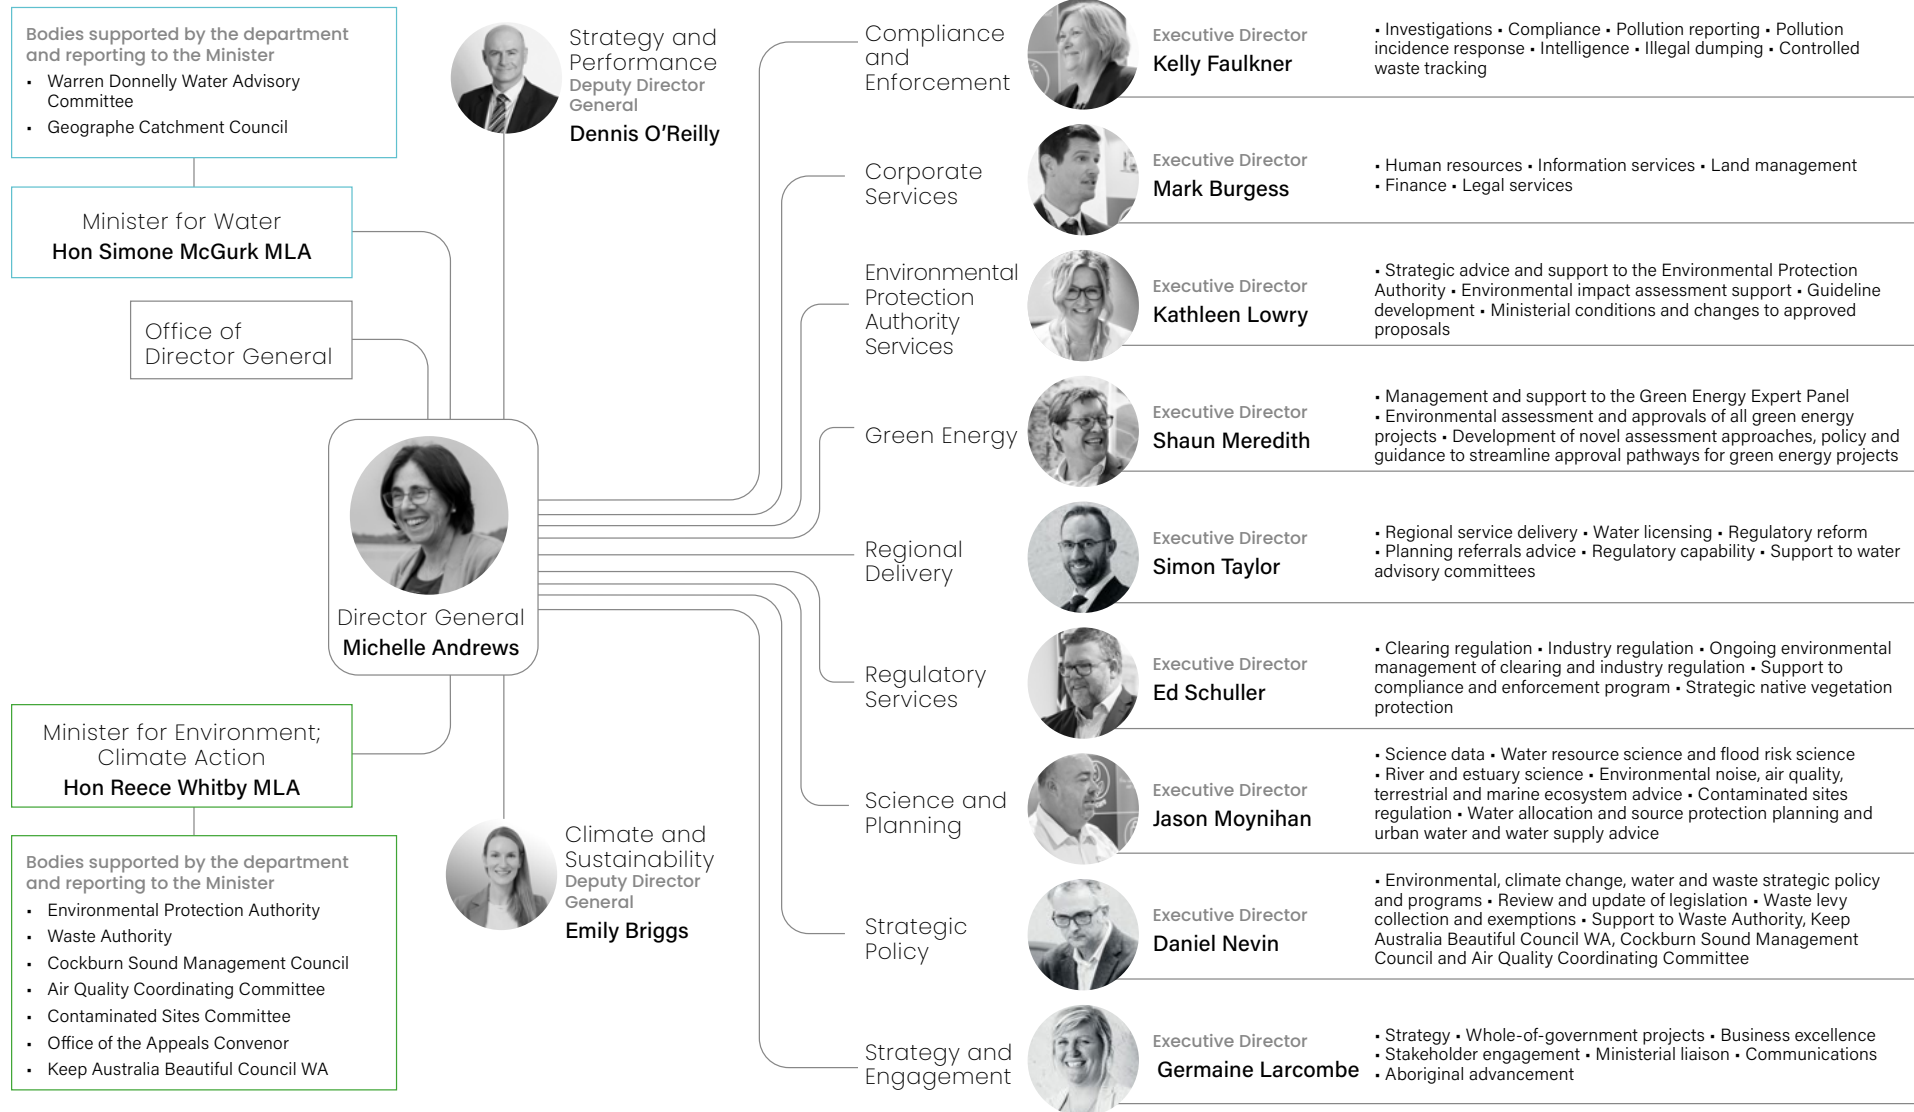 Bodies supported by the department
and reporting to the Minister
▪ Warren Donnelly Water Advisory
Committee
▪ Geographe Catchment Council
Minister for Water
Hon Simone McGurk MLA
Office of
Director General
Director General
Michelle Andrews
Minister for Environment;
Climate Action
Hon Reece Whitby MLA
Bodies supported by the department
and reporting to the Minister
▪ Environmental Protection Authority
▪ Waste Authority
▪ Cockburn Sound Management Council
▪ Air Quality Coordinating Committee
▪ Contaminated Sites Committee
▪ Office of the Appeals Convenor
▪ Keep Australia Beautiful Council WA
Strategy and
Performance
Deputy Director
General
Dennis O’Reilly
Climate and
Sustainability
Deputy Director
General
Emily Briggs
Compliance
and
Enforcement
Executive Director
Kelly Faulkner
▪ Investigations ▪ Compliance ▪ Pollution reporting ▪ Pollution
incidence response ▪ Intelligence ▪ Illegal dumping ▪ Controlled
waste tracking
Corporate
Services
Executive Director
Mark Burgess
▪ Human resources ▪ Information services ▪ Land management
▪ Finance ▪ Legal services
Environmental
Protection
Authority
Services
Executive Director
Kathleen Lowry
▪ Strategic advice and support to the Environmental Protection
Authority ▪ Environmental impact assessment support ▪ Guideline
development ▪ Ministerial conditions and changes to approved
proposals
Green Energy
Executive Director
Shaun Meredith
▪ Management and support to the Green Energy Expert Panel
▪ Environmental assessment and approvals of all green energy
projects ▪ Development of novel assessment approaches, policy and
guidance to streamline approval pathways for green energy projects
Regional
Delivery
Executive Director
Simon Taylor
▪ Regional service delivery ▪ Water licensing ▪ Regulatory reform
▪ Planning referrals advice ▪ Regulatory capability ▪ Support to water
advisory committees
Regulatory
Services
Executive Director
Ed Schuller
▪ Clearing regulation ▪ Industry regulation ▪ Ongoing environmental
management of clearing and industry regulation ▪ Support to
compliance and enforcement program ▪ Strategic native vegetation
protection
Science and
Planning
Executive Director
Jason Moynihan
▪ Science data ▪ Water resource science and flood risk science
▪ River and estuary science ▪ Environmental noise, air quality,
terrestrial and marine ecosystem advice ▪ Contaminated sites
regulation ▪ Water allocation and source protection planning and
urban water and water supply advice
Strategic
Policy
Executive Director
Daniel Nevin
▪ Environmental, climate change, water and waste strategic policy
and programs ▪ Review and update of legislation ▪ Waste levy
collection and exemptions ▪ Support to Waste Authority, Keep
Australia Beautiful Council WA, Cockburn Sound Management
Council and Air Quality Coordinating Committee
Strategy and
Engagement
Executive Director
Germaine Larcombe
▪ Strategy ▪ Whole-of-government projects ▪ Business excellence
▪ Stakeholder engagement ▪ Ministerial liaison ▪ Communications
▪ Aboriginal advancement